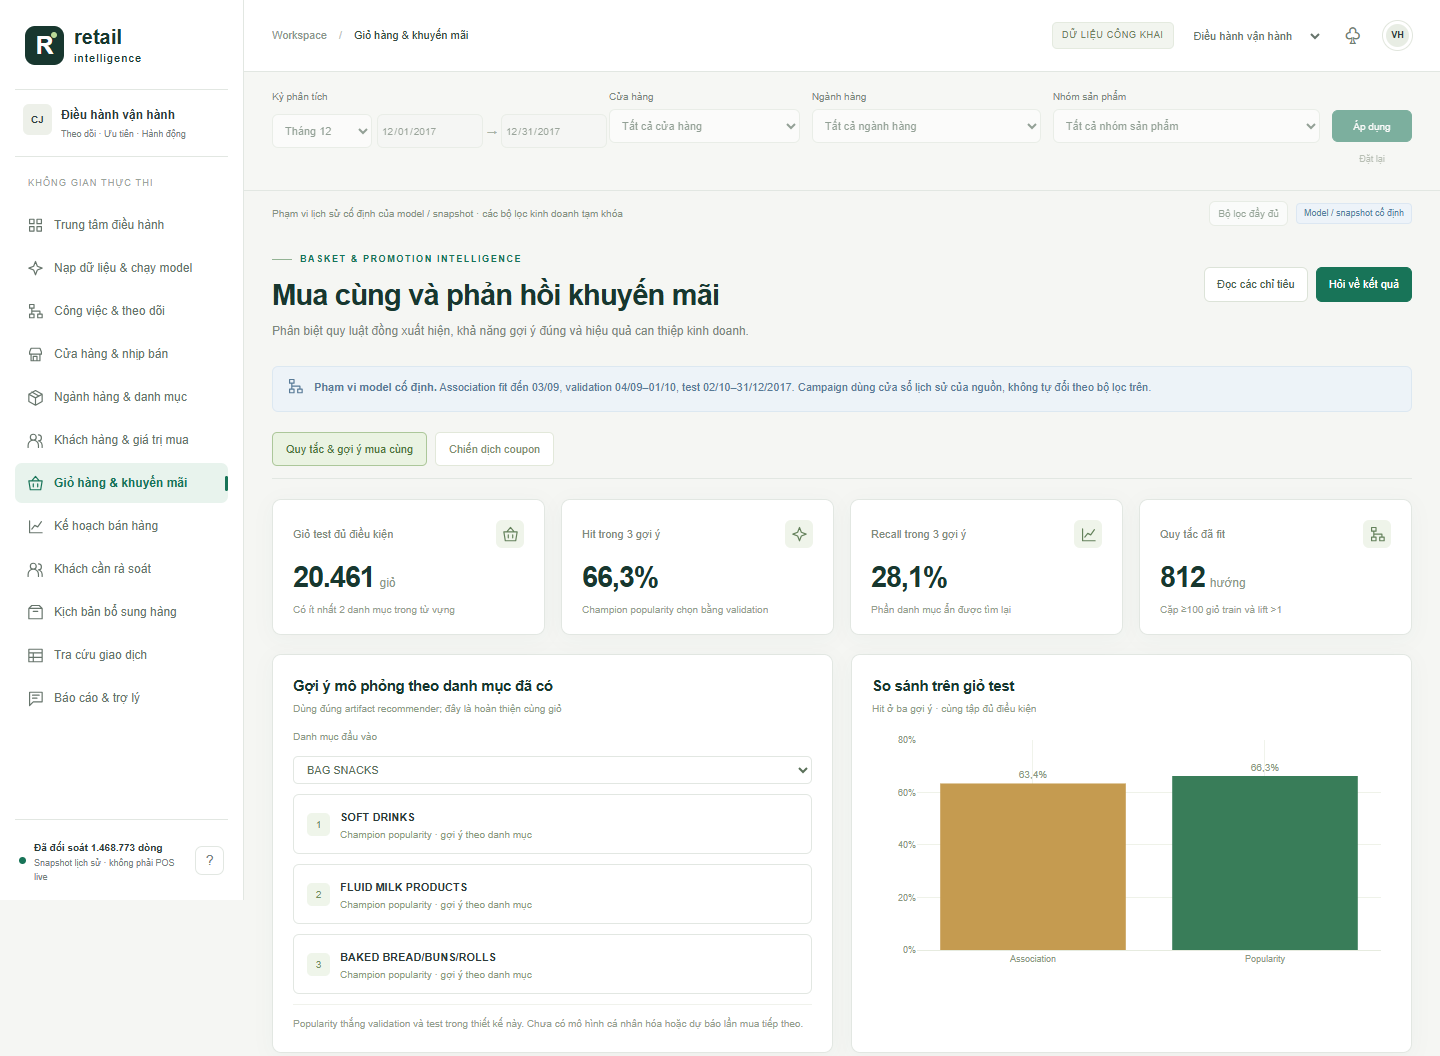 retail
intelligence
CJ
Điều hành vận hành
Theo dõi · Ưu tiên · Hành động
KHÔNG GIAN THỰC THI
Trung tâm điều hành
Nạp dữ liệu & chạy model
Công việc & theo dõi
Cửa hàng & nhịp bán
Ngành hàng & danh mục
Khách hàng & giá trị mua
Giỏ hàng & khuyến mãi
Kế hoạch bán hàng
Khách cần rà soát
Kịch bản bổ sung hàng
Tra cứu giao dịch
Báo cáo & trợ lý
Đã đối soát 1.468.773 dòng
Snapshot lịch sử · không phải POS
live
?
Workspace / Giỏ hàng & khuyến mãi
DỮ LIỆU CÔNG KHAI
Điều hành vận hành
VH
Kỳ phân tích
Cửa hàng
Ngành hàng
Nhóm sản phẩm
Tháng 12
12/01/2017 → 12/31/2017
Tất cả cửa hàng
Tất cả ngành hàng
Tất cả nhóm sản phẩm
Áp dụng
Đặt lại
Phạm vi lịch sử cố định của model / snapshot · các bộ lọc kinh doanh tạm khóa
Bộ lọc đầy đủ
Model / snapshot cố định
BASKET & PROMOTION INTELLIGENCE
Mua cùng và phản hồi khuyến mãi
Phân biệt quy luật đồng xuất hiện, khả năng gợi ý đúng và hiệu quả can thiệp kinh doanh.
Đọc các chỉ tiêu
Hỏi về kết quả
Phạm vi model cố định. Association fit đến 03/09, validation 04/09–01/10, test 02/10–31/12/2017. Campaign dùng cửa sổ lịch sử của nguồn, không tự đổi theo bộ lọc trên.
Quy tắc & gợi ý mua cùng
Chiến dịch coupon
Giỏ test đủ điều kiện
20.461 giỏ
Có ít nhất 2 danh mục trong từ vựng
Hit trong 3 gợi ý
66,3%
Champion popularity chọn bằng validation
Recall trong 3 gợi ý
28,1%
Phần danh mục ẩn được tìm lại
Quy tắc đã fit
812 hướng
Cặp ≥100 giỏ train và lift >1
Gợi ý mô phỏng theo danh mục đã có
Dùng đúng artifact recommender; đây là hoàn thiện cùng giỏ
Danh mục đầu vào
BAG SNACKS
1
SOFT DRINKS
Champion popularity · gợi ý theo danh mục
2
FLUID MILK PRODUCTS
Champion popularity · gợi ý theo danh mục
3
BAKED BREAD/BUNS/ROLLS
Champion popularity · gợi ý theo danh mục
Popularity thắng validation và test trong thiết kế này. Chưa có mô hình cá nhân hóa hoặc dự báo lần mua tiếp theo.
So sánh trên giỏ test
Hit ở ba gợi ý · cùng tập đủ điều kiện
80%
60%
40%
20%
0%
63,4%
66,3%
Association
Popularity